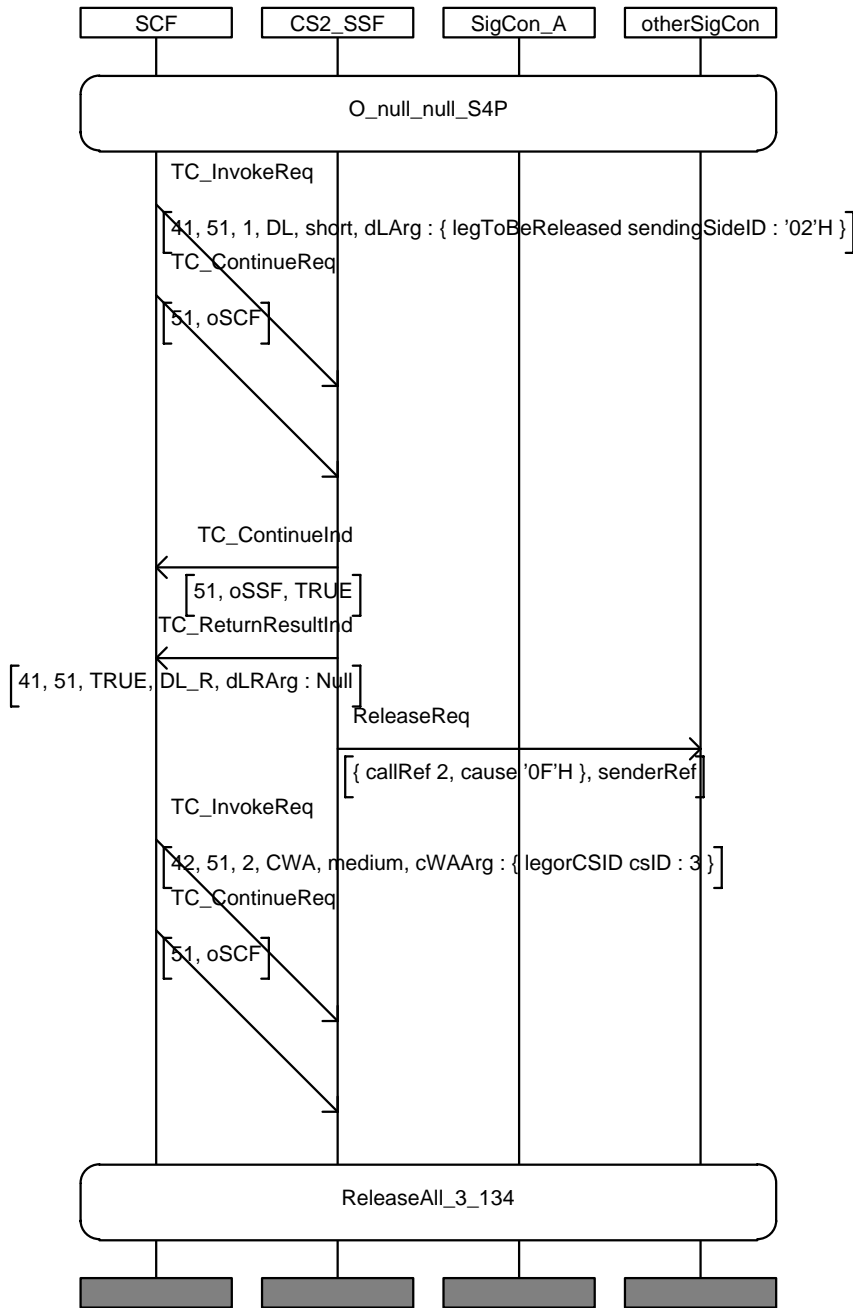 SCF CS2_SSF SigCon_A otherSigCon
O_null_null_S4P
TC_InvokeReq
[41, 51, 1, DL, short, dLArg : { legToBeReleased sendingSideID : '02'H }]
TC_ContinueReq
[51, oSCF]
TC_ContinueInd
[51, oSSF, TRUE]
TC_ReturnResultInd
[41, 51, TRUE, DL_R, dLRArg : Null]
ReleaseReq
[{ callRef 2, cause '0F'H }, senderRef]
TC_InvokeReq
[42, 51, 2, CWA, medium, cWAArg : { legorCSID csID : 3 }]
TC_ContinueReq
[51, oSCF]
ReleaseAll_3_134